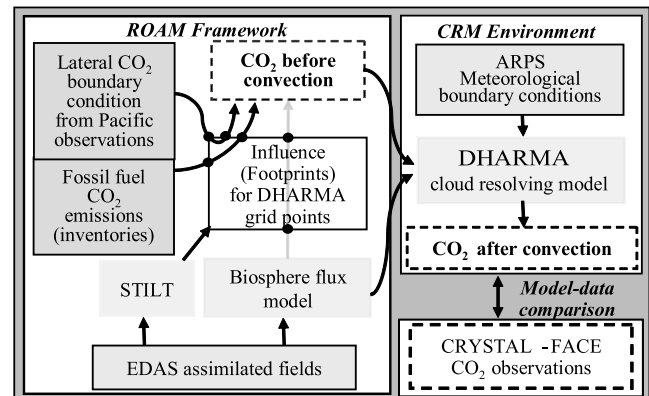 ROAM Framework
Lateral CO2
boundary
condition
from Pacific
observations
CO2 before
convection
Fossil fuel
CO2
emissions
(inventories)
Influence
(Footprints)
for DHARMA
grid points
STILT
Biosphere flux
model
EDAS assimilated fields
CRM Environment
ARPS
Meteorological
boundary conditions
DHARMA
cloud resolving model
CO2 after convection
Model-data
comparison
CRYSTAL -FACE
CO2 observations